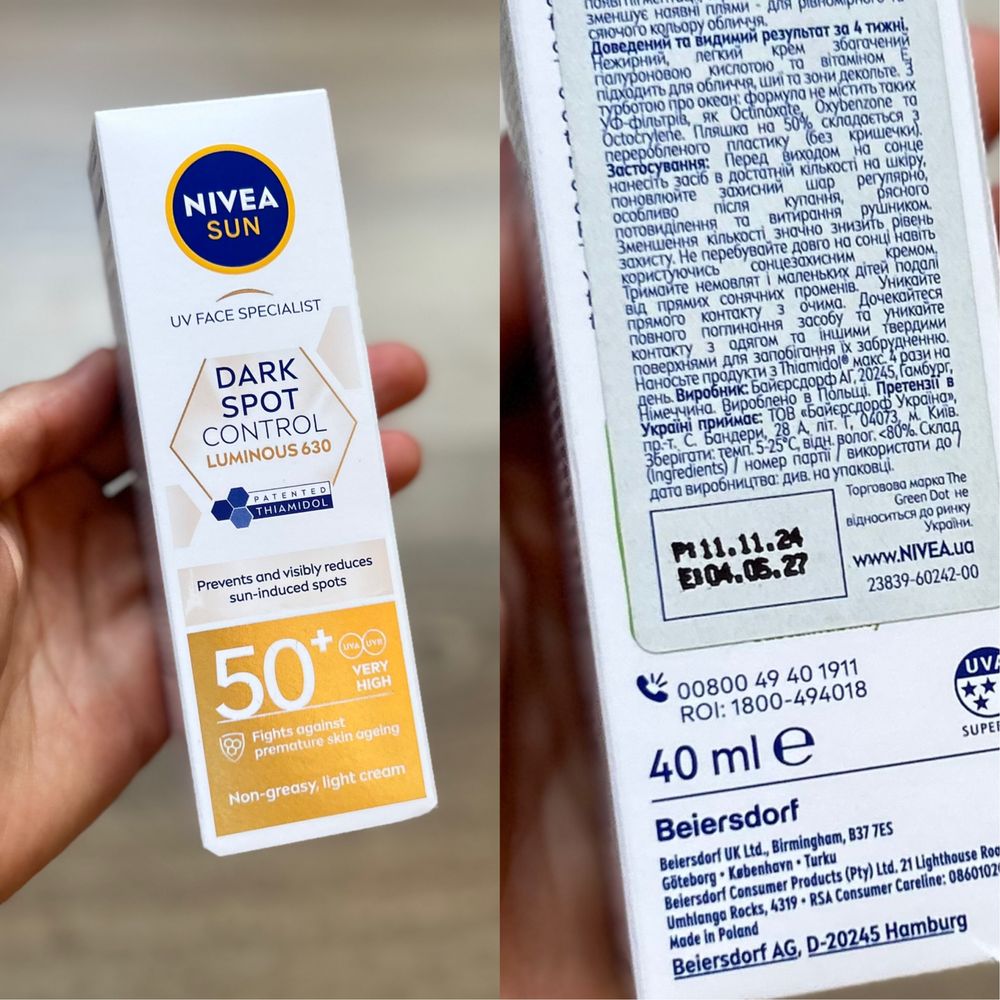 NIVEA
SUN
UV FACE SPECIALIST
DARK
SPOT
CONTROL
LUMINOUS 630
PATENTED
THIAMIDOL
Prevents and visibly reduces
sun-induced spots
50+
UVA UVB
VERY
HIGH
Fights against
premature skin ageing
Non-greasy, light cream
зменшує наявні плями - для рівномірного та
сяючого кольору обличчя.
Доведений та видимий результат за 4 тижні.
Нежирний, легкий крем збагачений
гіалуроновою кислотою та вітаміном Е,
підходить для обличчя, шиї та зони декольте. З
турботою про океан: формула не містить таких
УФ-фільтрів, як Octinoxate, Oxybenzone та
Octocrylene. Пляшка на 50% складається з
переробленого пластику (без кришечки).
Застосування: Перед виходом на сонце
нанесіть засіб в достатній кількості на шкіру,
поновлюйте захисний шар регулярно,
особливо після купання, рясного
потовиділення та витирання рушником.
Зменшення кількості значно знизить рівень
захисту. Не перебувайте довго на сонці навіть
користуючись сонцезахисним кремом.
Тримайте немовлят і маленьких дітей подалі
від прямих сонячних променів. Уникайте
прямого контакту з очима. Дочекайтеся
повного поглинання засобу та уникайте
контакту з одягом та іншими твердими
поверхнями для запобігання їх забрудненню.
Наносьте продукти з Thiamidol® макс. 4 рази на
день. Виробник: Байєрсдорф АГ, 20245, Гамбург,
Німеччина. Вироблено в Польщі. Претензії в
Україні приймає: ТОВ «Байєрсдорф Україна»,
пр.-т. С. Бандери, 28 А, літ. Г, 04073, м. Київ.
Зберігати: темп. 5-25°C, відн. волог. <80%. Склад
(Ingredients) / номер партії / використати до /
дата виробництва: див. на упаковці.
Торговова марка The
Green Dot не
відноситься до ринку
України.
P:11.11.24
E:04.05.27
www.NIVEA.ua
23839-60242-00
00800 49 40 1911
ROI: 1800-494018
UVA
40 ml e
Beiersdorf
Beiersdorf UK Ltd., Birmingham, B37 7ES
Göteborg • København • Turku
Beiersdorf Consumer Products (Pty) Ltd. 21 Lighthouse
Umhlanga Rocks, 4319 • RSA Consumer Careline:
Made in Poland
Beiersdorf AG, D-20245 Hamburg